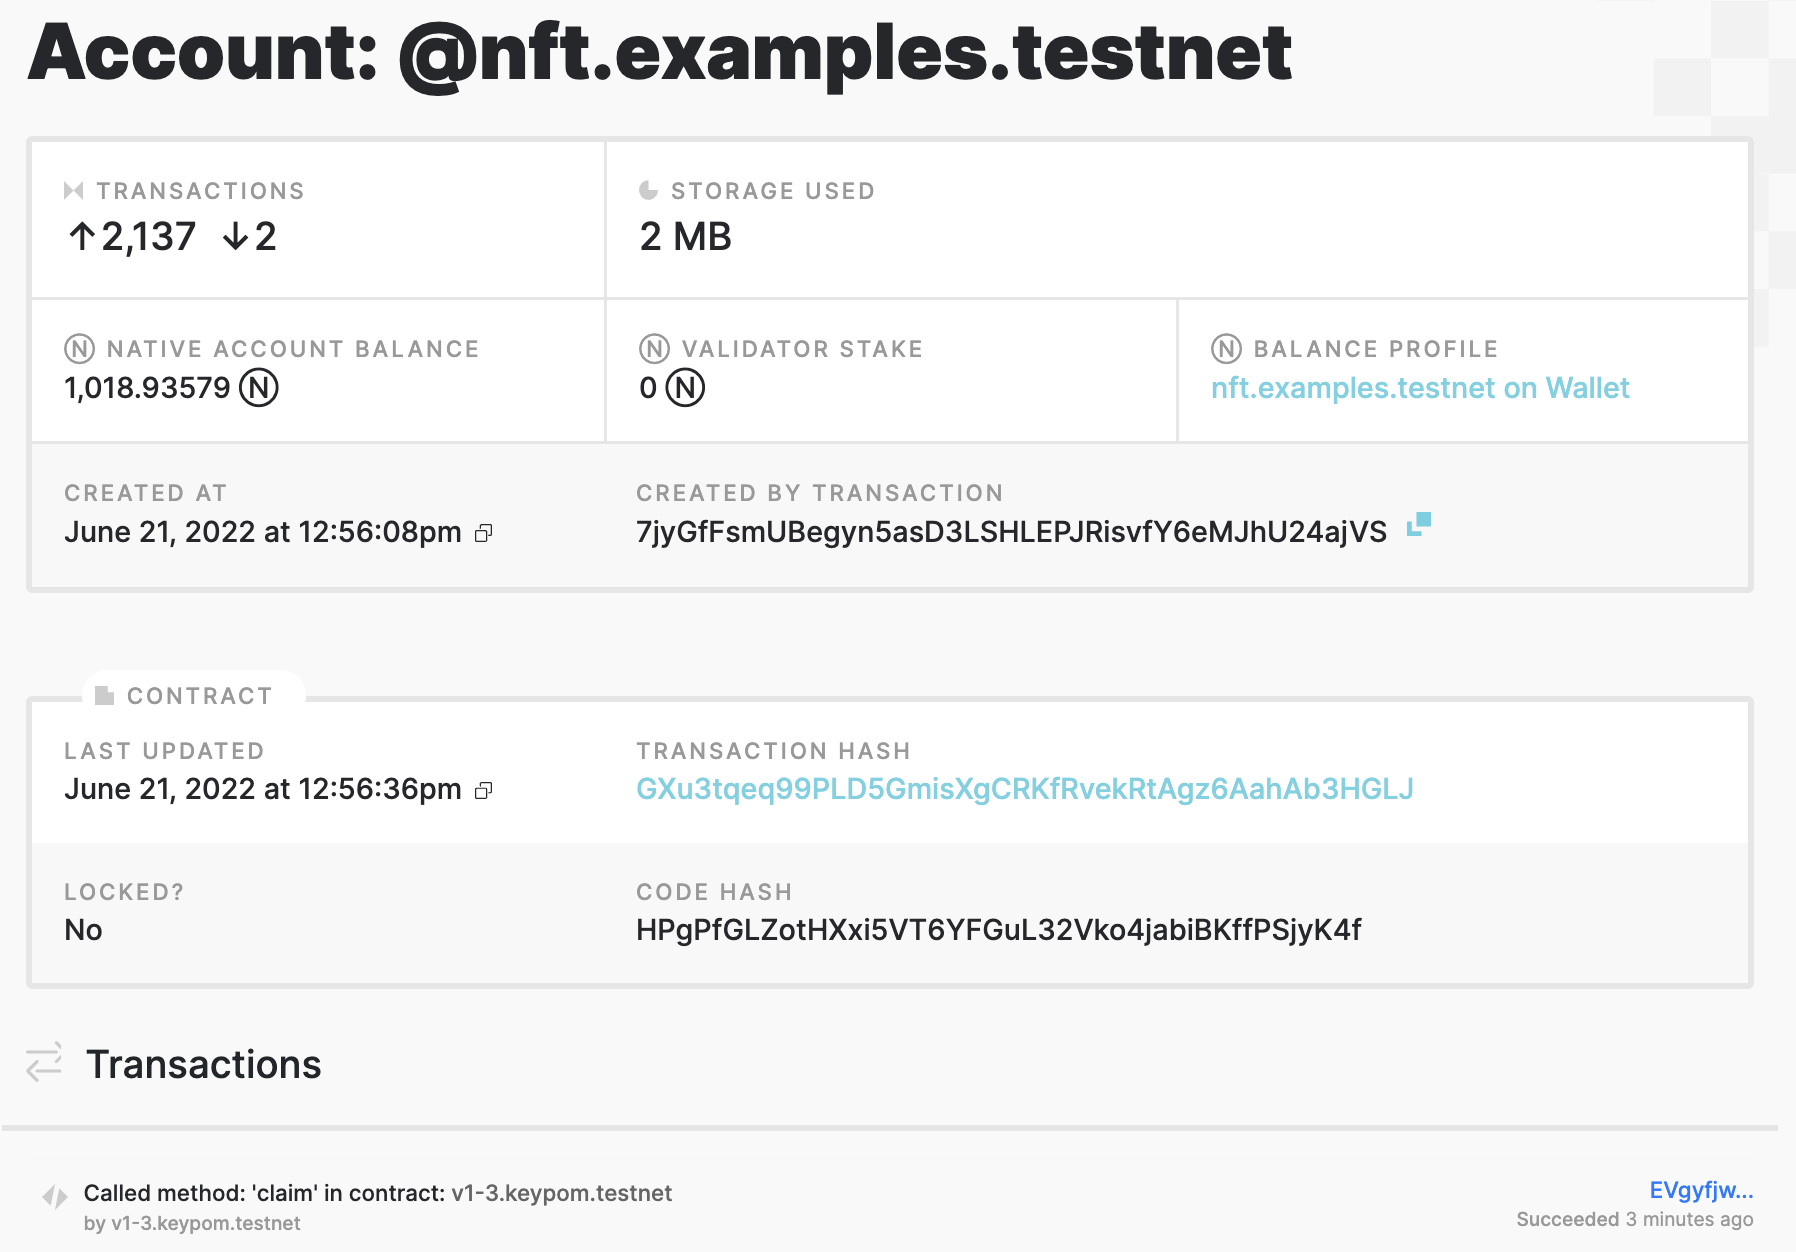 Account: @nft.examples.testnet
TRANSACTIONS
↑2,137 ↓2
STORAGE USED
2 MB
NATIVE ACCOUNT BALANCE
1,018.93579 Ⓝ
VALIDATOR STAKE
0 Ⓝ
BALANCE PROFILE
nft.examples.testnet on Wallet
CREATED AT
June 21, 2022 at 12:56:08pm
CREATED BY TRANSACTION
7jyGfFsmUBegyn5asD3LSHLEPJRisvfY6eMJhU24ajVS
CONTRACT
LAST UPDATED
June 21, 2022 at 12:56:36pm
TRANSACTION HASH
GXu3tqeq99PLD5GmisXgCRKfRvekRtAgz6AahAb3HGLJ
LOCKED?
No
CODE HASH
HPgPfGLZotHXxi5VT6YFGuL32Vko4jabiBKffPSjyK4f
Transactions
Called method: 'claim' in contract: v1-3.keypom.testnet
by v1-3.keypom.testnet
EVgyfjw...
Succeeded 3 minutes ago